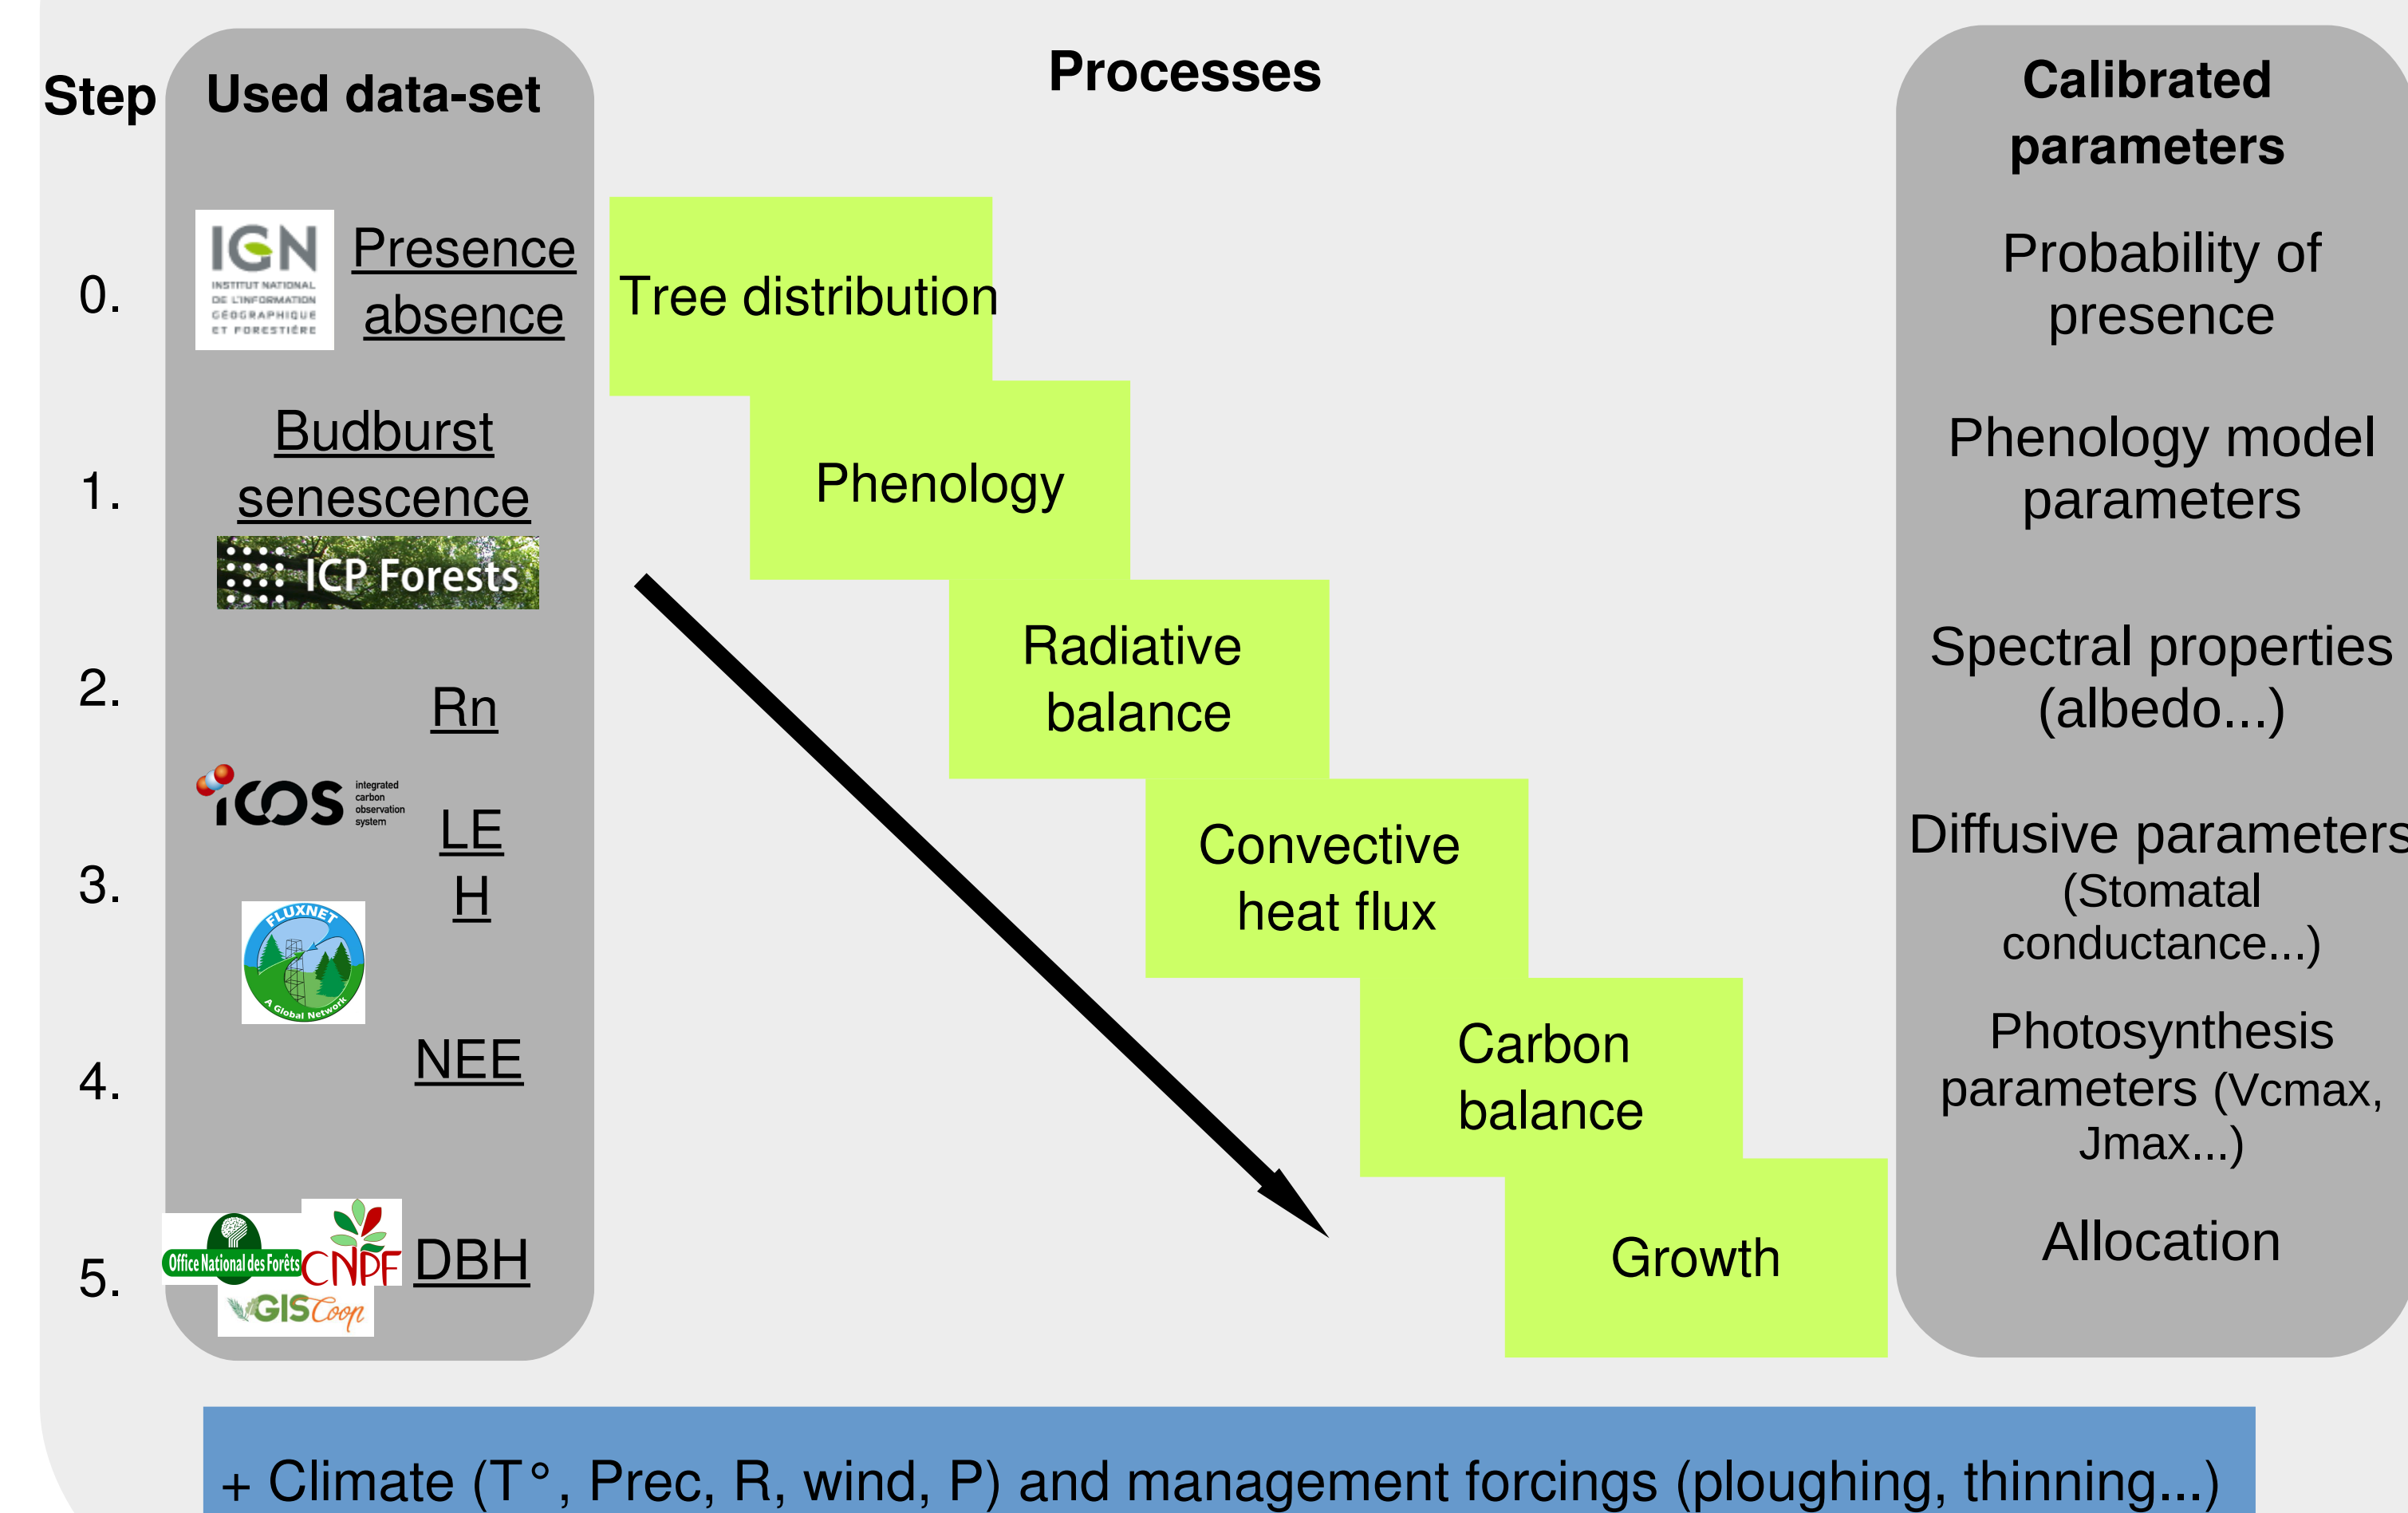 Processes
Step
Used data-set
Calibrated
parameters
0.
IGN
INSTITUT NATIONAL
DE L'INFORMATION
GÉOGRAPHIQUE
ET FORESTIÈRE
Presence
absence
Tree distribution
Probability of
presence
1.
Budburst
senescence
ICP Forests
Phenology
Phenology model
parameters
2.
Rn
Radiative
balance
Spectral properties
(albedo...)
icos
integrated
carbon
observation
system
3.
LE
H
FLUXNET
A Global Network
Convective
heat flux
Diffusive parameters
(Stomatal
conductance...)
4.
NEE
Carbon
balance
Photosynthesis
parameters (Vcmax,
Jmax...)
5.
Office National des Forêts
CNPF
GIS Coop
DBH
Growth
Allocation
+ Climate (T°, Prec, R, wind, P) and management forcings (ploughing, thinning...)